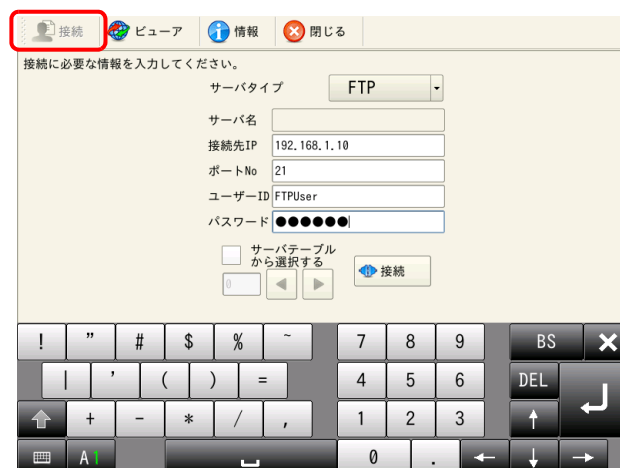 接続 ビューア 情報 閉じる
接続に必要な情報を入力してください。
サーバタイプ FTP
サーバ名
接続先IP 192.168.1.10
ポートNo 21
ユーザーID FTPUser
パスワード ●●●●●●
サーバテーブル
から選択する
0 接続
! " # $ % ~ 7 8 9 BS
| ' ( ) = 4 5 6 DEL
+ - * / , 1 2 3
A1 0 .